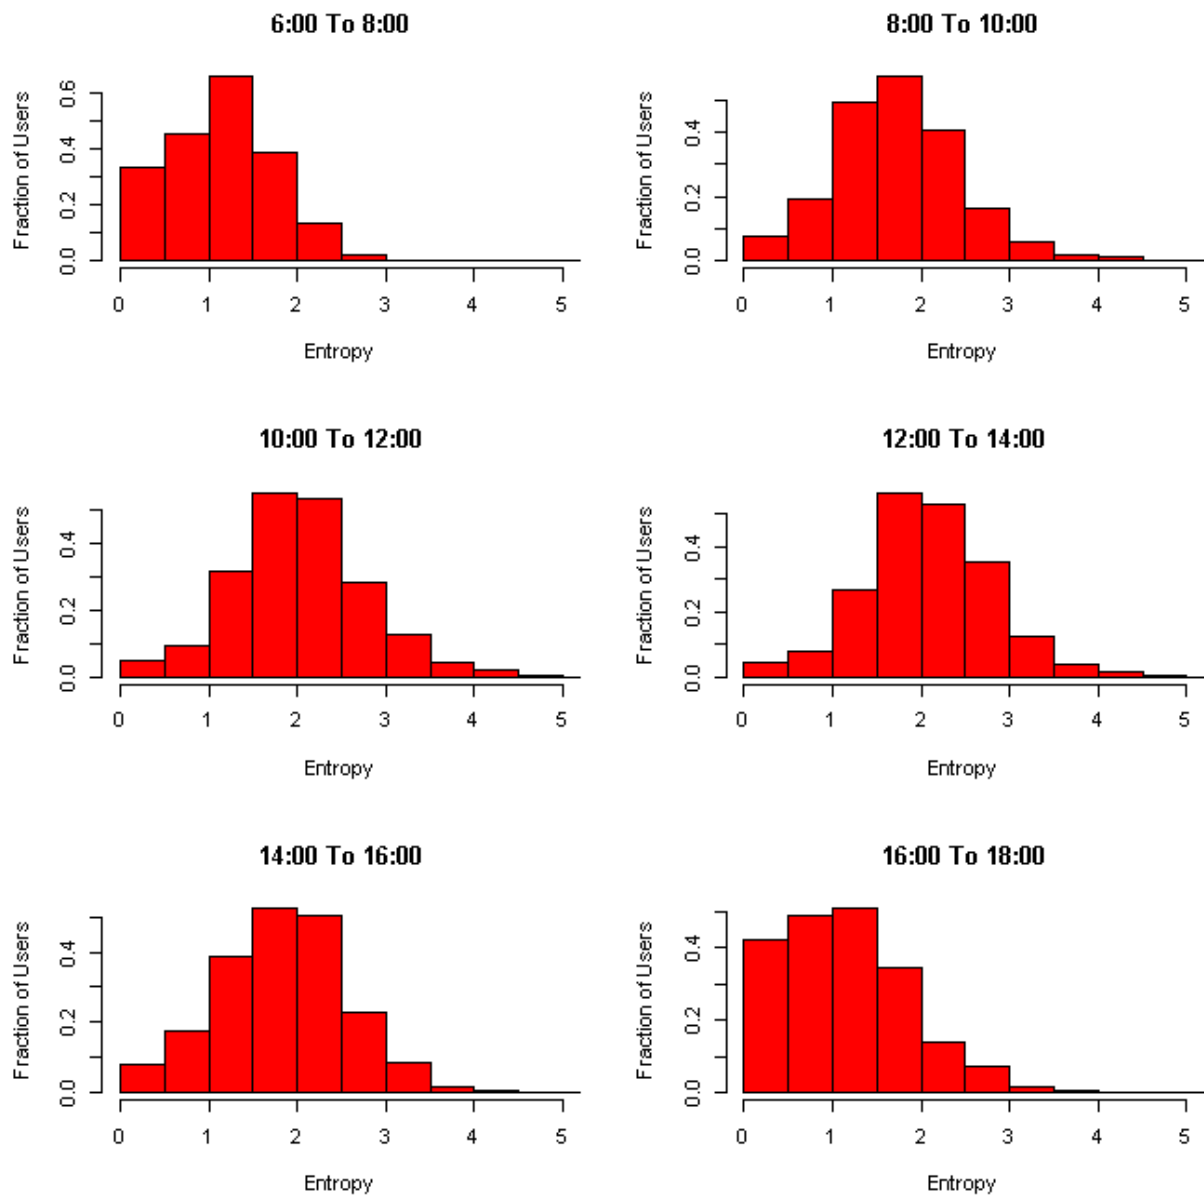 6:00 To 8:00
Fraction of Users
0.0 0.2 0.4 0.6
0 1 2 3 4 5
Entropy
8:00 To 10:00
Fraction of Users
0.0 0.2 0.4
0 1 2 3 4 5
Entropy
10:00 To 12:00
Fraction of Users
0.0 0.2 0.4
0 1 2 3 4 5
Entropy
12:00 To 14:00
Fraction of Users
0.0 0.2 0.4
0 1 2 3 4 5
Entropy
14:00 To 16:00
Fraction of Users
0.0 0.2 0.4
0 1 2 3 4 5
Entropy
16:00 To 18:00
Fraction of Users
0.0 0.2 0.4
0 1 2 3 4 5
Entropy